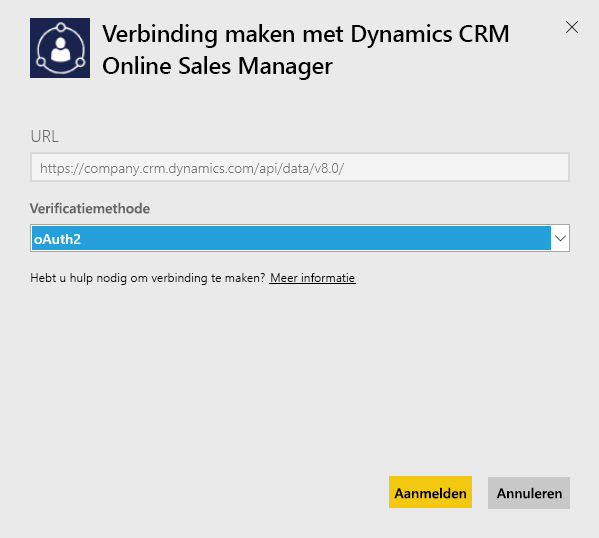 Verbinding maken met Dynamics CRM
Online Sales Manager
URL
https://company.crm.dynamics.com/api/data/v8.0/
Verificatiemethode
oAuth2
Hebt u hulp nodig om verbinding te maken? Meer informatie
Aanmelden Annuleren